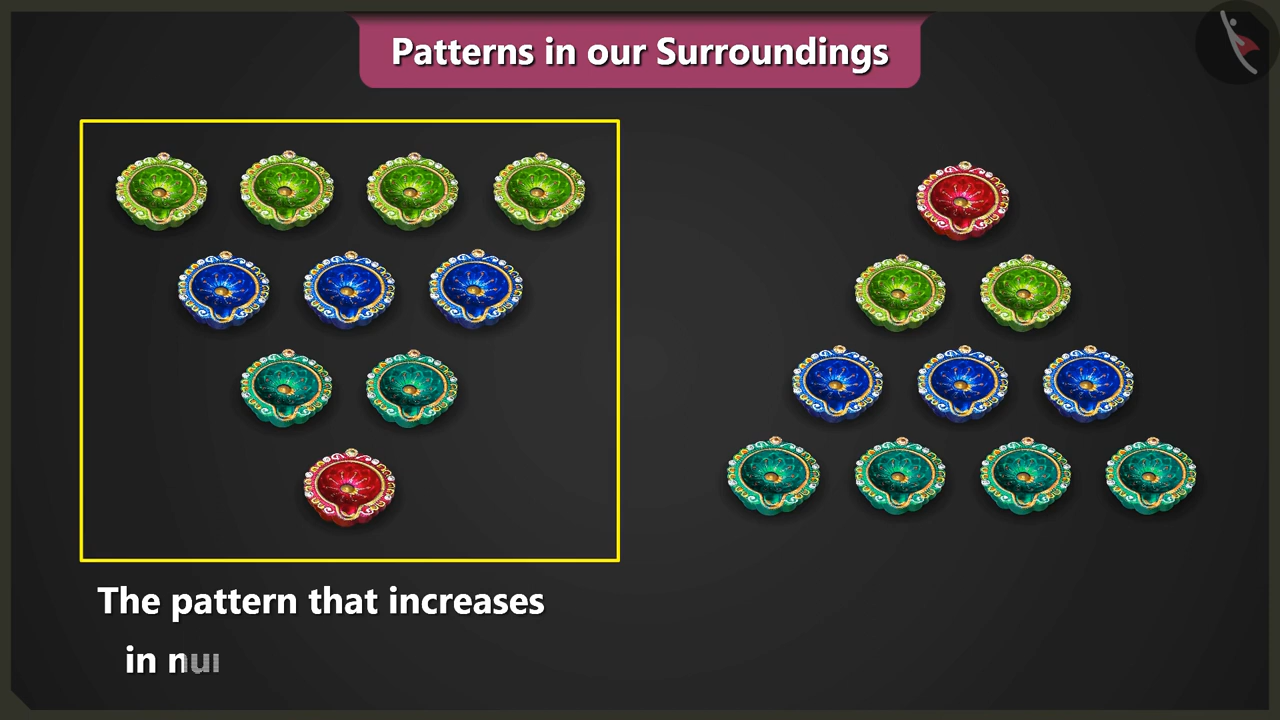 Patterns in our Surroundings
The pattern that increases
in